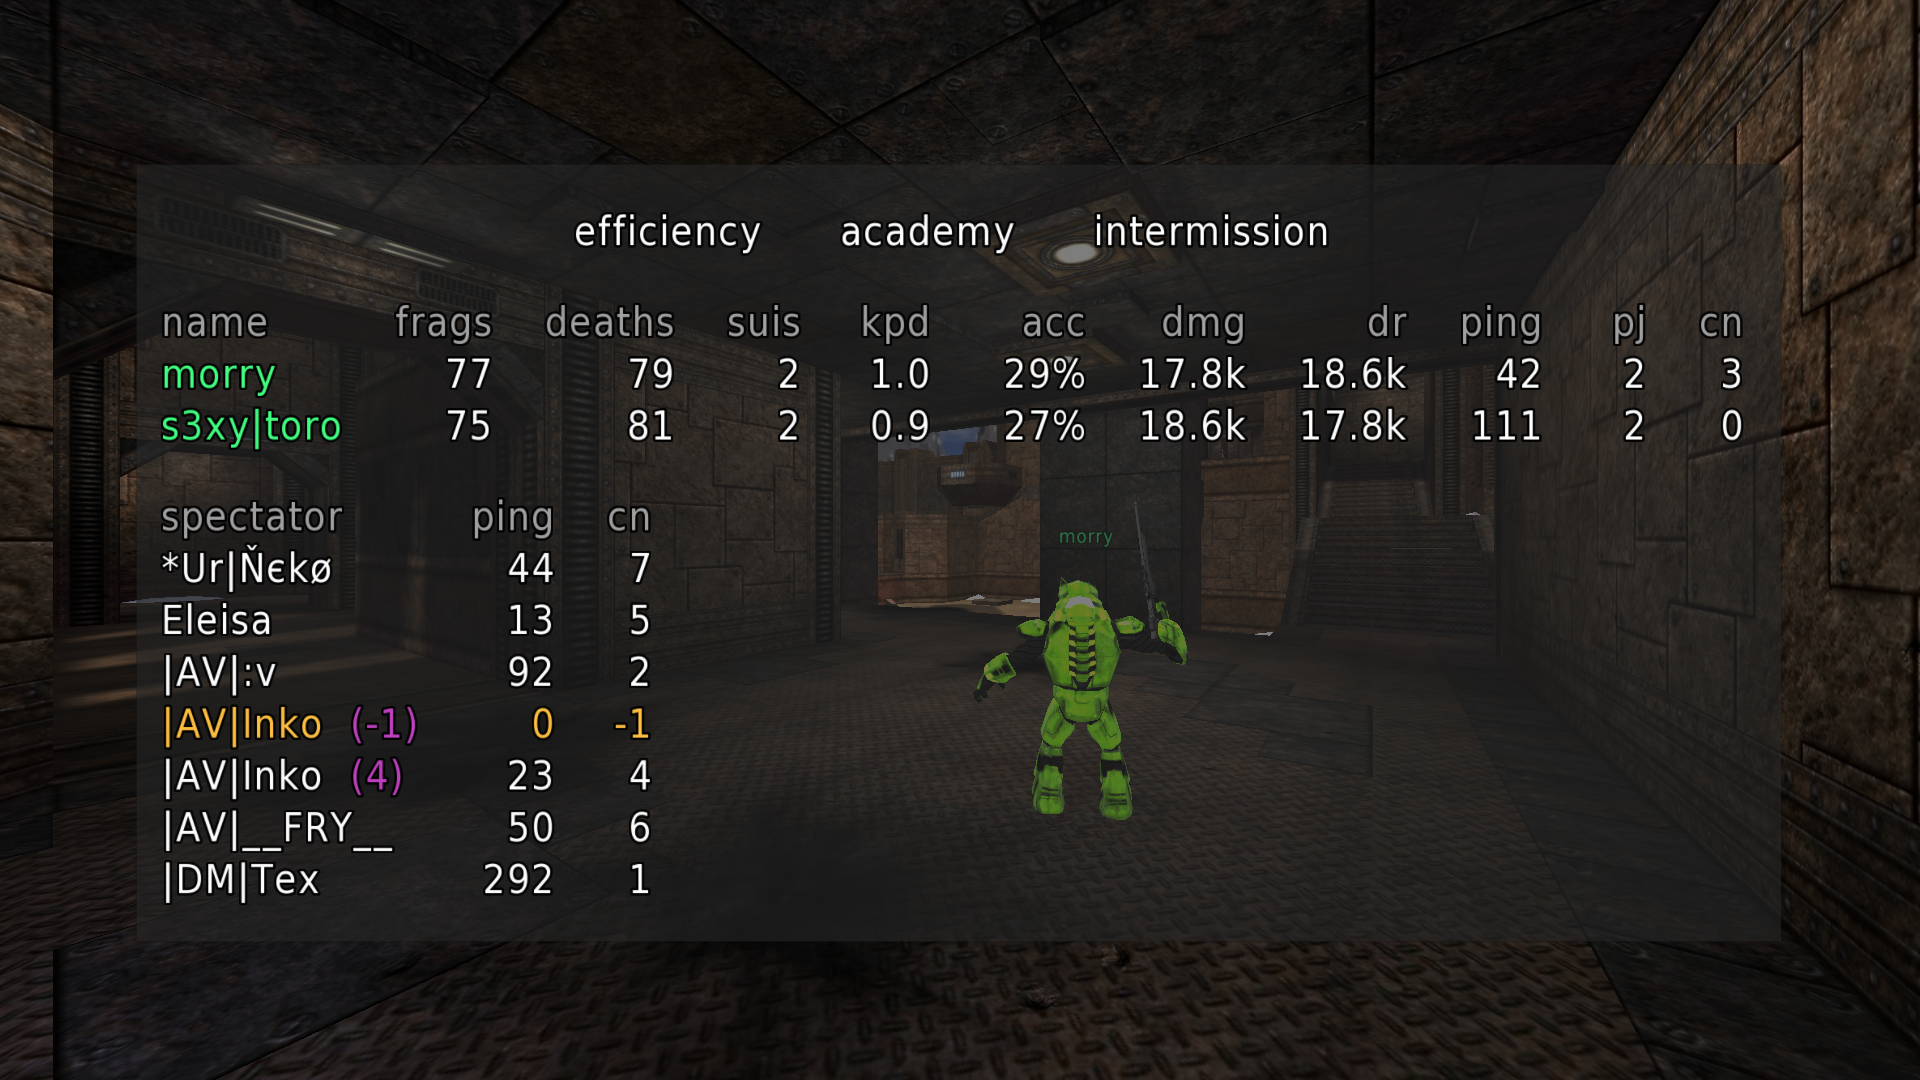 efficiency academy intermission
name frags deaths suis kpd acc dmg dr ping pj cn
morry 77 79 2 1.0 29% 17.8k 18.6k 42 2 3
s3xy|toro 75 81 2 0.9 27% 18.6k 17.8k 111 2 0
spectator ping cn
morry
*Ur|Ňєkø 44 7
Eleisa 13 5
|AV|:v 92 2
|AV|Inko (-1) 0 -1
|AV|Inko (4) 23 4
|AV|__FRY__ 50 6
|DM|Tex 292 1